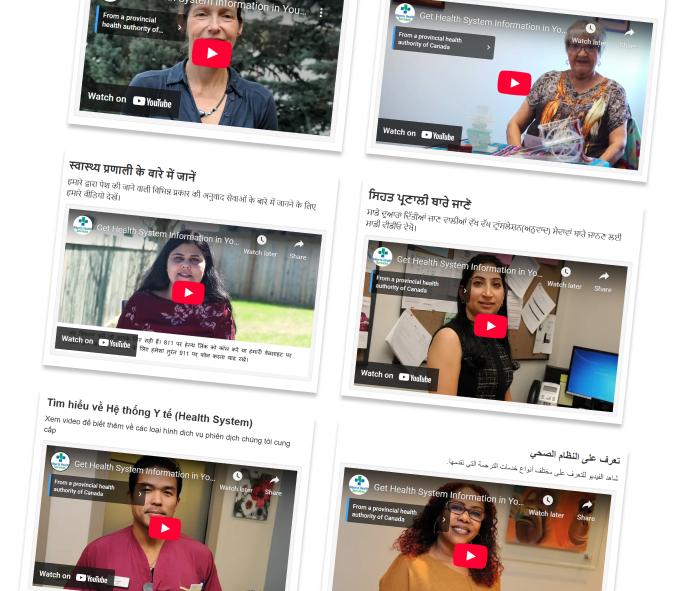 Get Health System Information in You...
From a provincial
health authority of...
Watch on YouTube
Get Health System Information in Yo...
Watch later
Share
From a provincial health
authority of Canada
Watch on YouTube
स्वास्थ्य प्रणाली के बारे में जानें
हमारे द्वारा पेश की जाने वाली विभिन्न प्रकार की अनुवाद सेवाओं के बारे में जानने के लिए
हमारे वीडियो देखें।
Get Health System Information in Yo...
Watch later
Share
रही हैं। 811 पर हेल्थ लिंक को कॉल करें या हमारी वेबसाइट पर
लिए हमेशा तुरंत 911 पर फोन करना याद रखें।
Watch on YouTube
ਸਿਹਤ ਪ੍ਰਣਾਲੀ ਬਾਰੇ ਜਾਣੋ
ਸਾਡੇ ਦੁਆਰਾ ਦਿੱਤੀਆਂ ਜਾਣ ਵਾਲੀਆਂ ਵੱਖ ਵੱਖ ਟ੍ਰਾਂਸਲੇਸ਼ਨ(ਅਨੁਵਾਦ) ਸੇਵਾਵਾਂ ਬਾਰੇ ਜਾਨਣ ਲਈ
ਸਾਡੀ ਵੀਡੀਓ ਦੇਖੋ।
Get Health System Information in Yo...
Watch later
Share
From a provincial health
authority of Canada
Watch on YouTube
Tìm hiểu về Hệ thống Y tế (Health System)
Xem video để biết thêm về các loại hình dịch vụ phiên dịch chúng tôi cung
cấp
Get Health System Information in Yo...
Watch later
Share
From a provincial health
authority of Canada
Watch on YouTube
تعرف على النظام الصحي
شاهد الفيديو للتعرف على مختلف أنواع خدمات الترجمة التي نقدمها.
Get Health System Information in Yo...
Watch later
Share
From a provincial health
authority of Canada